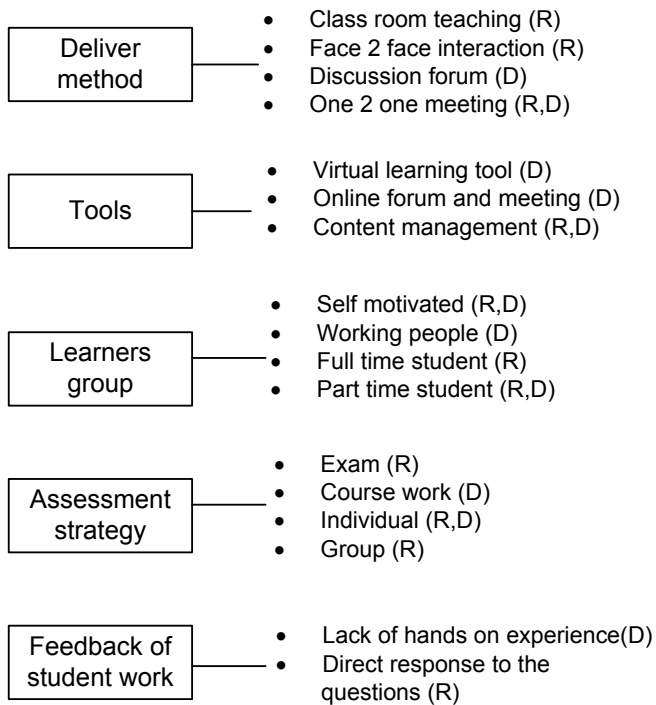 Deliver
method
• Class room teaching (R)
• Face 2 face interaction (R)
• Discussion forum (D)
• One 2 one meeting (R,D)
Tools
• Virtual learning tool (D)
• Online forum and meeting (D)
• Content management (R,D)
Learners
group
• Self motivated (R,D)
• Working people (D)
• Full time student (R)
• Part time student (R,D)
Assessment
strategy
• Exam (R)
• Course work (D)
• Individual (R,D)
• Group (R)
Feedback of
student work
• Lack of hands on experience(D)
• Direct response to the
questions (R)